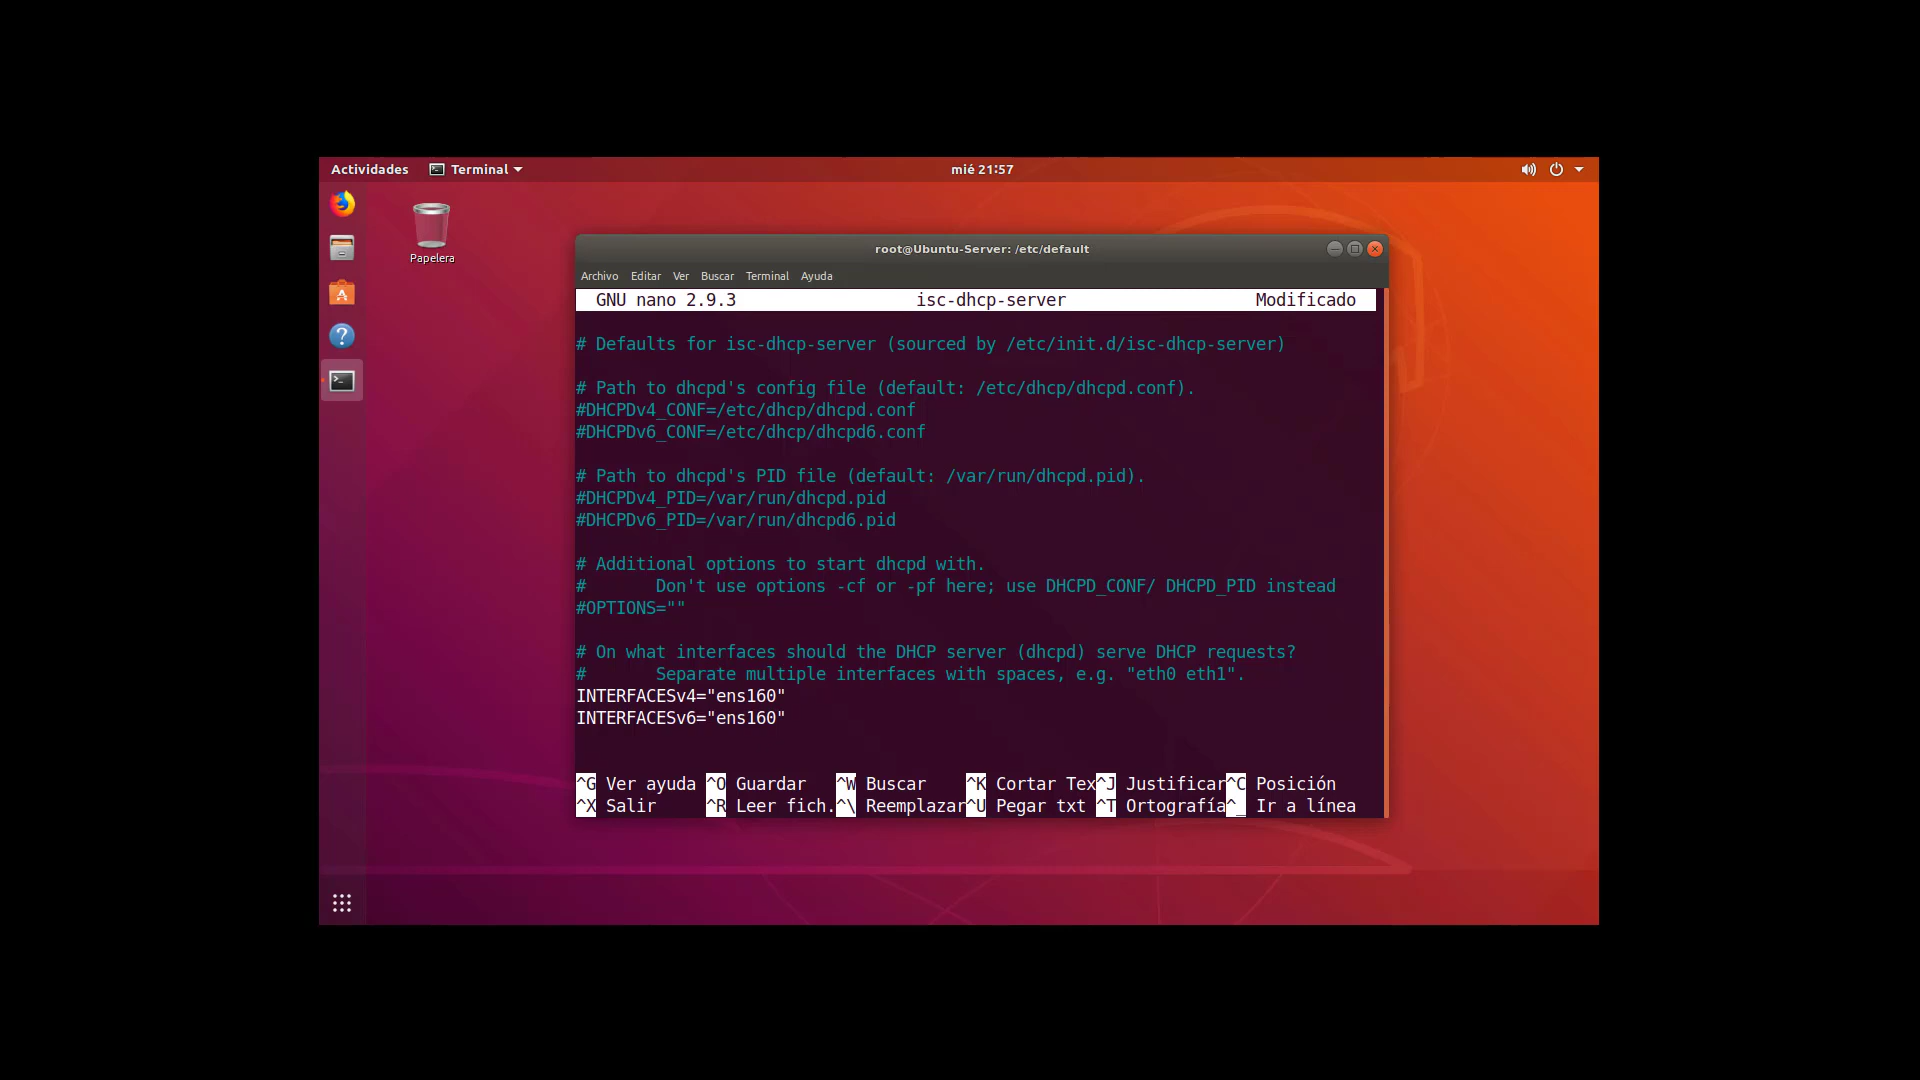 Actividades Terminal mié 21:57
Papelera
root@Ubuntu-Server: /etc/default
Archivo Editar Ver Buscar Terminal Ayuda
GNU nano 2.9.3 isc-dhcp-server Modificado
# Defaults for isc-dhcp-server (sourced by /etc/init.d/isc-dhcp-server)
# Path to dhcpd's config file (default: /etc/dhcp/dhcpd.conf).
#DHCPDv4_CONF=/etc/dhcp/dhcpd.conf
#DHCPDv6_CONF=/etc/dhcp/dhcpd6.conf
# Path to dhcpd's PID file (default: /var/run/dhcpd.pid).
#DHCPDv4_PID=/var/run/dhcpd.pid
#DHCPDv6_PID=/var/run/dhcpd6.pid
# Additional options to start dhcpd with.
#       Don't use options -cf or -pf here; use DHCPD_CONF/ DHCPD_PID instead
#OPTIONS=""
# On what interfaces should the DHCP server (dhcpd) serve DHCP requests?
#       Separate multiple interfaces with spaces, e.g. "eth0 eth1".
INTERFACESv4="ens160"
INTERFACESv6="ens160"
^G Ver ayuda ^O Guardar ^W Buscar ^K Cortar Tex^J Justificar^C Posición
^X Salir ^R Leer fich.^\ Reemplazar^U Pegar txt ^T Ortografía^_ Ir a línea